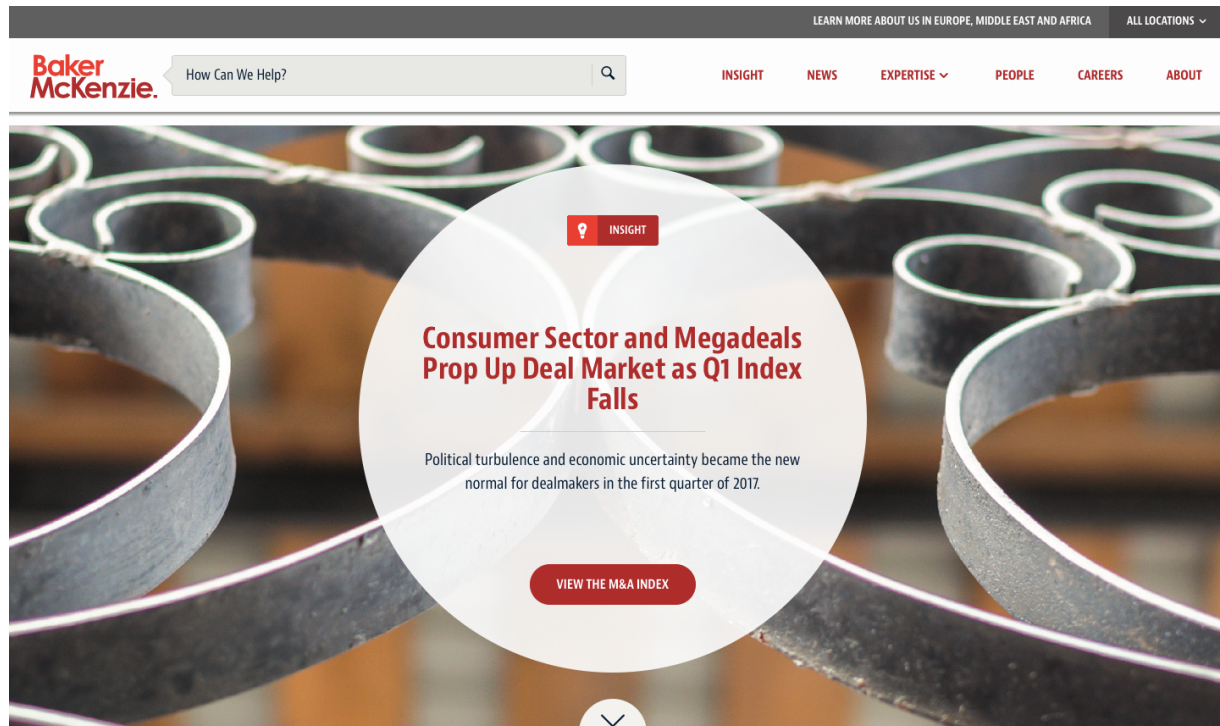 LEARN MORE ABOUT US IN EUROPE, MIDDLE EAST AND AFRICA
ALL LOCATIONS
Baker
McKenzie.
How Can We Help?
INSIGHT
NEWS
EXPERTISE
PEOPLE
CAREERS
ABOUT
INSIGHT
Consumer Sector and Megadeals
Prop Up Deal Market as Q1 Index
Falls
Political turbulence and economic uncertainty became the new
normal for dealmakers in the first quarter of 2017.
VIEW THE M&A INDEX